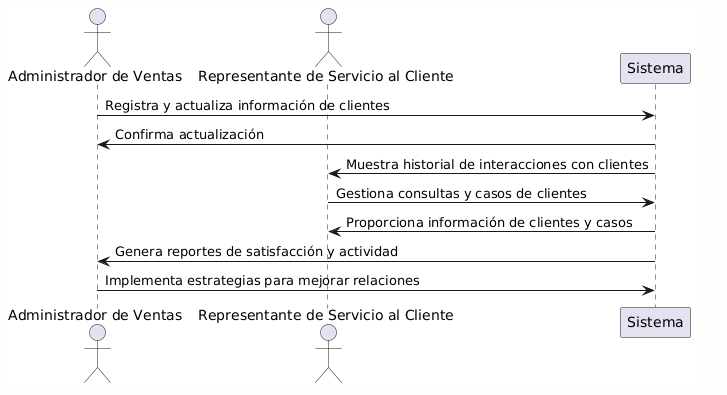 Administrador de Ventas
Representante de Servicio al Cliente
Sistema
Registra y actualiza información de clientes
Confirma actualización
Muestra historial de interacciones con clientes
Gestiona consultas y casos de clientes
Proporciona información de clientes y casos
Genera reportes de satisfacción y actividad
Implementa estrategias para mejorar relaciones
Administrador de Ventas
Representante de Servicio al Cliente
Sistema